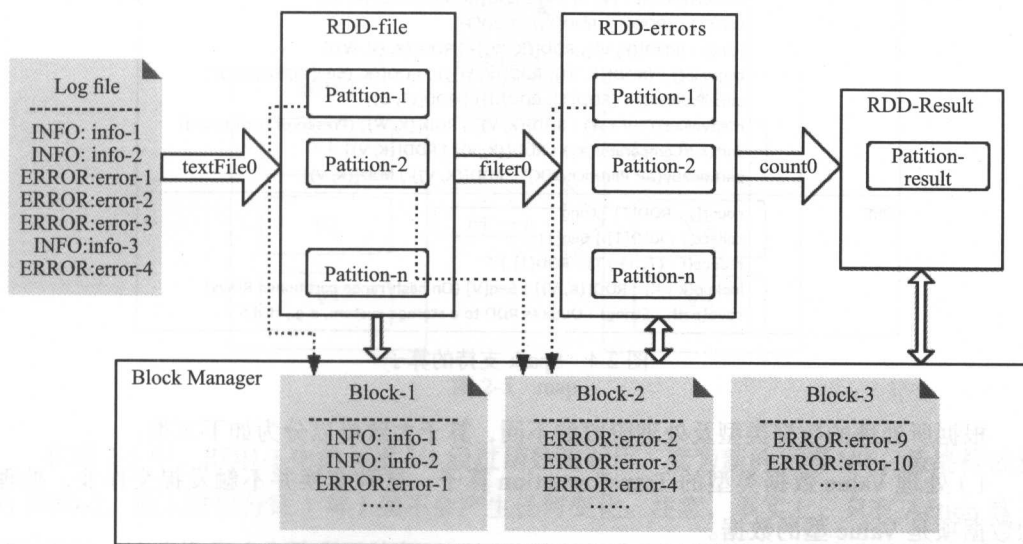 RDD-file
Patition-1
Patition-2
Patition-n
RDD-errors
Patition-1
Patition-2
Patition-n
RDD-Result
Patition-
result
Log file
INFO: info-1
INFO: info-2
ERROR:error-1
ERROR:error-2
ERROR:error-3
INFO:info-3
ERROR:error-4
textFile0
filter0
count0
Block Manager
Block-1
INFO: info-1
INFO: info-2
ERROR:error-1
……
Block-2
ERROR:error-2
ERROR:error-3
ERROR:error-4
……
Block-3
ERROR:error-9
ERROR:error-10
……